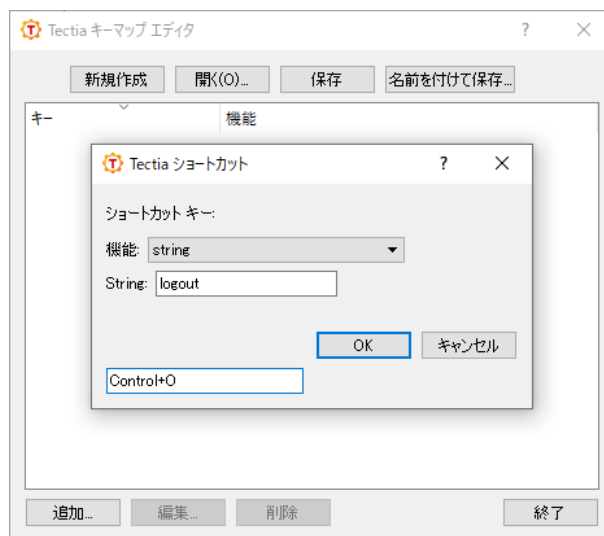 Tectia キーマップ エディタ
新規作成 開く(O)... 保存 名前を付けて保存...
キー 機能
Tectia ショートカット
ショートカット キー:
機能: string
String: logout
OK キャンセル
Control+O
追加... 編集... 削除 終了